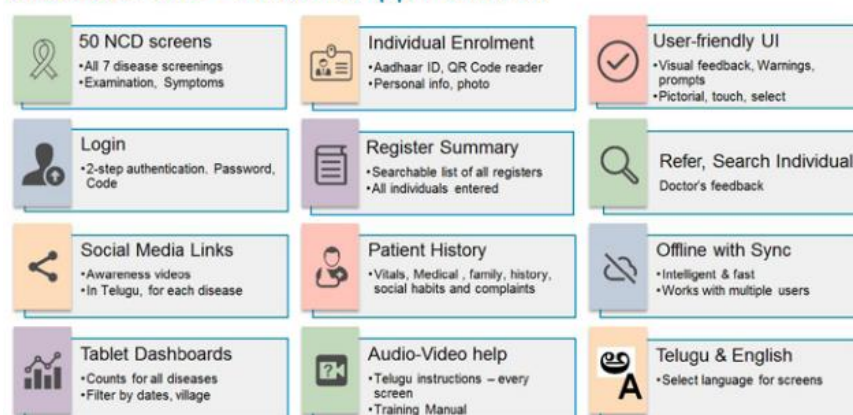 50 NCD screens
•All 7 disease screenings
•Examination, Symptoms
Individual Enrolment
•Aadhaar ID, QR Code reader
•Personal info, photo
User-friendly UI
•Visual feedback, Warnings,
prompts
•Pictorial, touch, select
Login
•2-step authentication. Password,
Code
Register Summary
•Searchable list of all registers
•All individuals entered
Refer, Search Individual
Doctor's feedback
Social Media Links
•Awareness videos
•In Telugu, for each disease
Patient History
•Vitals, Medical , family, history,
social habits and complaints
Offline with Sync
•Intelligent & fast
•Works with multiple users
Tablet Dashboards
•Counts for all diseases
•Filter by dates, village
?
Audio-Video help
•Telugu instructions – every
screen
•Training Manual
అ
A
Telugu & English
•Select language for screens